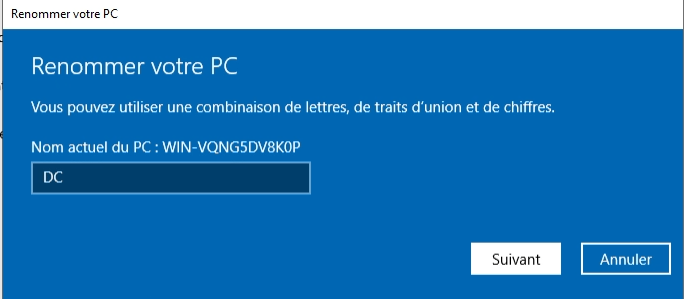 Renommer votre PC
Renommer votre PC
Vous pouvez utiliser une combinaison de lettres, de traits d'union et de chiffres.
Nom actuel du PC : WIN-VQNG5DV8K0P
DC
Suivant
Annuler